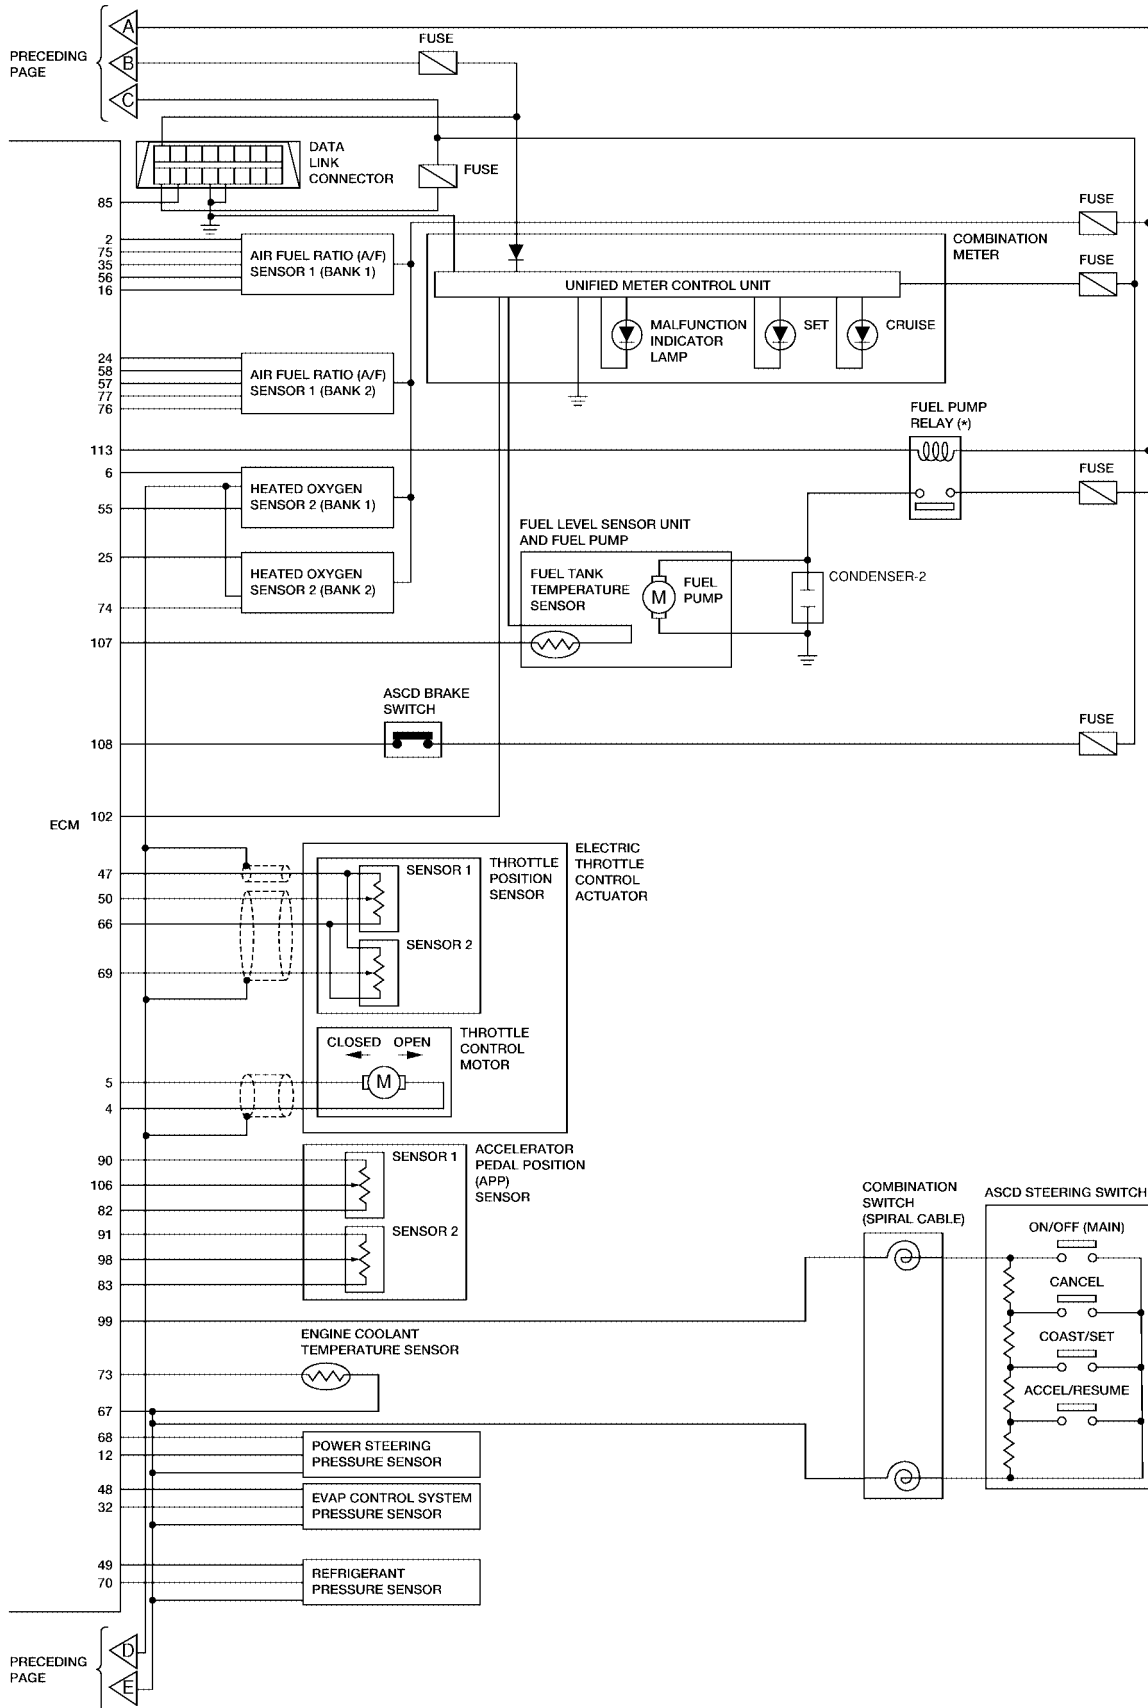 PRECEDING
PAGE
A
B
C
FUSE
DATA
LINK
CONNECTOR
FUSE
85
2
75
35
56
16
AIR FUEL RATIO (A/F)
SENSOR 1 (BANK 1)
FUSE
COMBINATION
METER
FUSE
UNIFIED METER CONTROL UNIT
MALFUNCTION
INDICATOR
LAMP
SET
CRUISE
24
58
57
77
76
AIR FUEL RATIO (A/F)
SENSOR 1 (BANK 2)
FUEL PUMP
RELAY (*)
113
6
55
HEATED OXYGEN
SENSOR 2 (BANK 1)
FUSE
25
74
HEATED OXYGEN
SENSOR 2 (BANK 2)
FUEL LEVEL SENSOR UNIT
AND FUEL PUMP
FUEL TANK
TEMPERATURE
SENSOR
M
FUEL
PUMP
CONDENSER-2
107
ASCD BRAKE
SWITCH
108
FUSE
ECM
102
47
50
66
69
SENSOR 1
SENSOR 2
THROTTLE
POSITION
SENSOR
ELECTRIC
THROTTLE
CONTROL
ACTUATOR
CLOSED OPEN
M
THROTTLE
CONTROL
MOTOR
5
4
90
106
82
91
98
83
SENSOR 1
SENSOR 2
ACCELERATOR
PEDAL POSITION
(APP)
SENSOR
COMBINATION
SWITCH
(SPIRAL CABLE)
ASCD STEERING SWITCH
ON/OFF (MAIN)
CANCEL
COAST/SET
ACCEL/RESUME
99
ENGINE COOLANT
TEMPERATURE SENSOR
73
67
68
12
POWER STEERING
PRESSURE SENSOR
48
32
EVAP CONTROL SYSTEM
PRESSURE SENSOR
49
70
REFRIGERANT
PRESSURE SENSOR
PRECEDING
PAGE
D
E